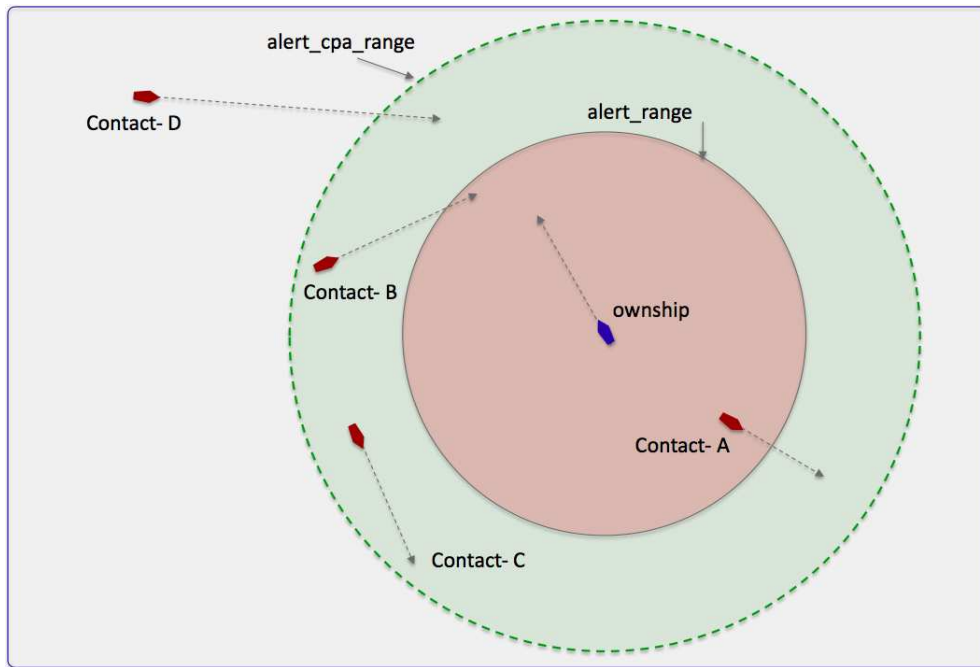 alert_cpa_range
alert_range
Contact- D
Contact- B
ownship
Contact- A
Contact- C